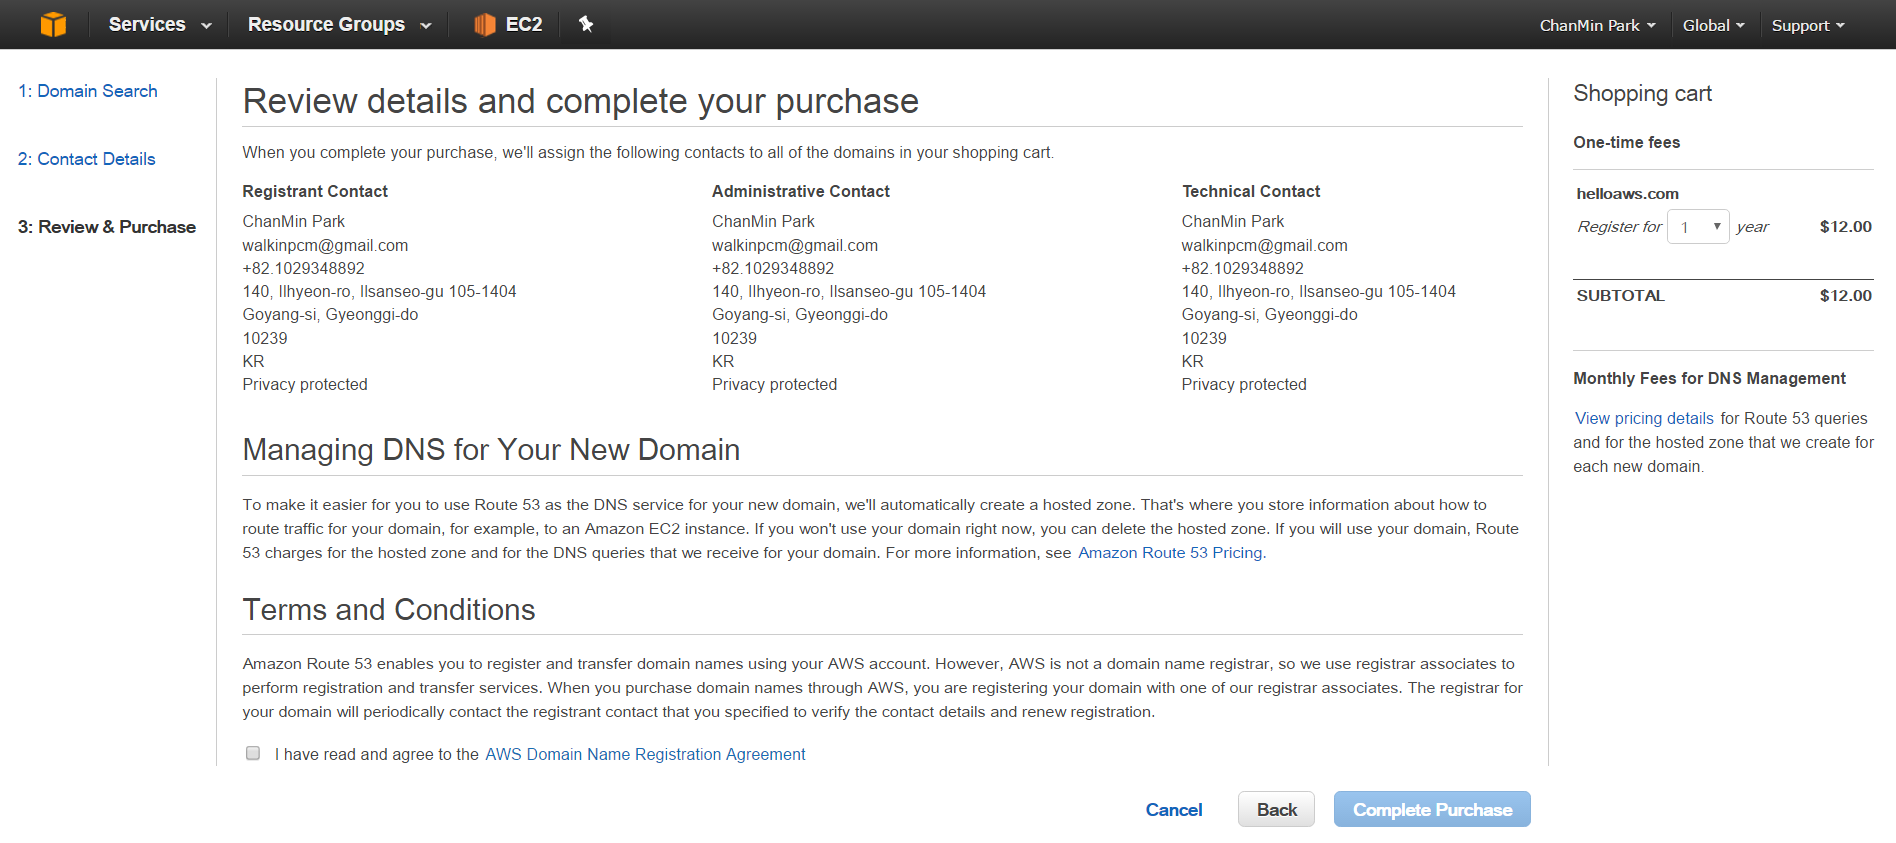 Services Resource Groups EC2 ChanMin Park Global Support
1: Domain Search
2: Contact Details
3: Review & Purchase
Review details and complete your purchase
When you complete your purchase, we'll assign the following contacts to all of the domains in your shopping cart.
Registrant Contact
ChanMin Park
walkinpcm@gmail.com
+82.1029348892
140, Ilhyeon-ro, Ilsanseo-gu 105-1404
Goyang-si, Gyeonggi-do
10239
KR
Privacy protected
Administrative Contact
ChanMin Park
walkinpcm@gmail.com
+82.1029348892
140, Ilhyeon-ro, Ilsanseo-gu 105-1404
Goyang-si, Gyeonggi-do
10239
KR
Privacy protected
Technical Contact
ChanMin Park
walkinpcm@gmail.com
+82.1029348892
140, Ilhyeon-ro, Ilsanseo-gu 105-1404
Goyang-si, Gyeonggi-do
10239
KR
Privacy protected
Managing DNS for Your New Domain
To make it easier for you to use Route 53 as the DNS service for your new domain, we'll automatically create a hosted zone. That's where you store information about how to
route traffic for your domain, for example, to an Amazon EC2 instance. If you won't use your domain right now, you can delete the hosted zone. If you will use your domain, Route
53 charges for the hosted zone and for the DNS queries that we receive for your domain. For more information, see Amazon Route 53 Pricing.
Terms and Conditions
Amazon Route 53 enables you to register and transfer domain names using your AWS account. However, AWS is not a domain name registrar, so we use registrar associates to
perform registration and transfer services. When you purchase domain names through AWS, you are registering your domain with one of our registrar associates. The registrar for
your domain will periodically contact the registrant contact that you specified to verify the contact details and renew registration.
I have read and agree to the AWS Domain Name Registration Agreement
Cancel Back Complete Purchase
Shopping cart
One-time fees
helloaws.com
Register for 1 year $12.00
SUBTOTAL $12.00
Monthly Fees for DNS Management
View pricing details for Route 53 queries
and for the hosted zone that we create for
each new domain.